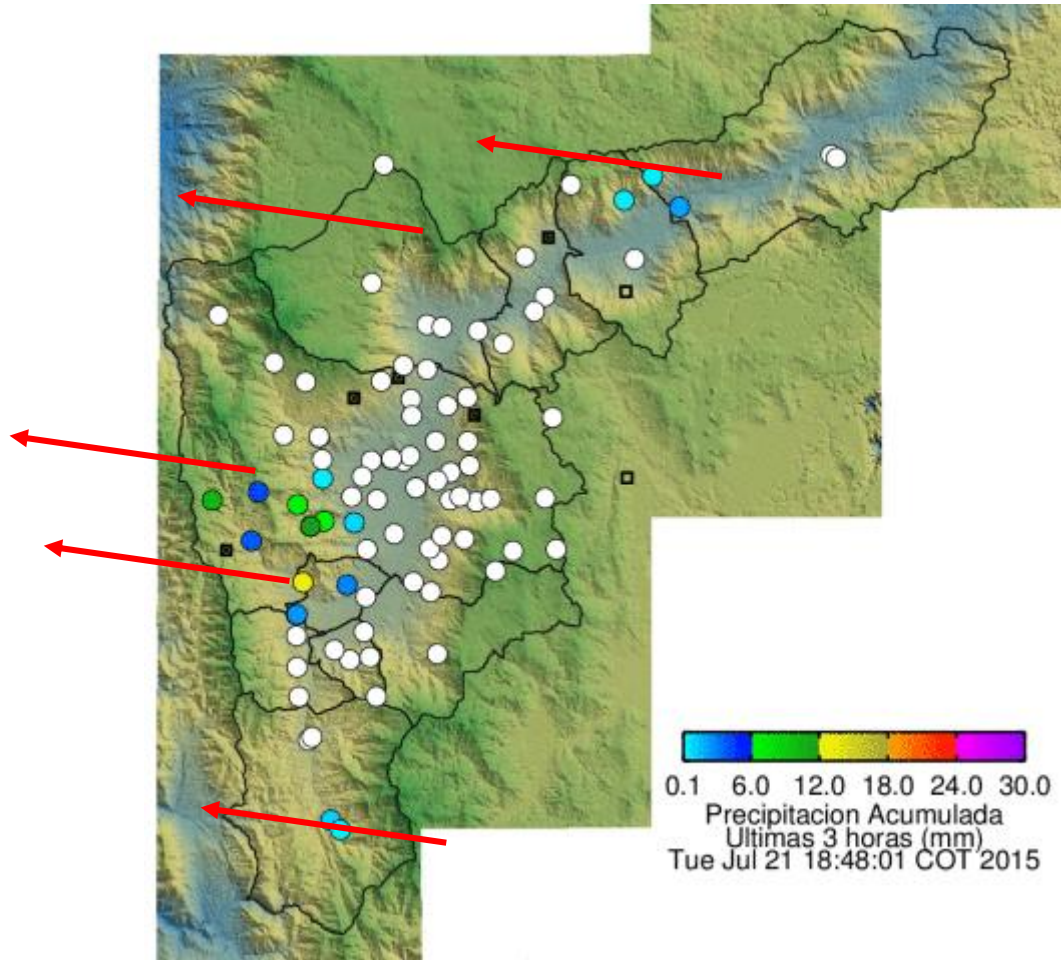 0.1 6.0 12.0 18.0 24.0 30.0
Precipitacion Acumulada
Ultimas 3 horas (mm)
Tue Jul 21 18:48:01 COT 2015